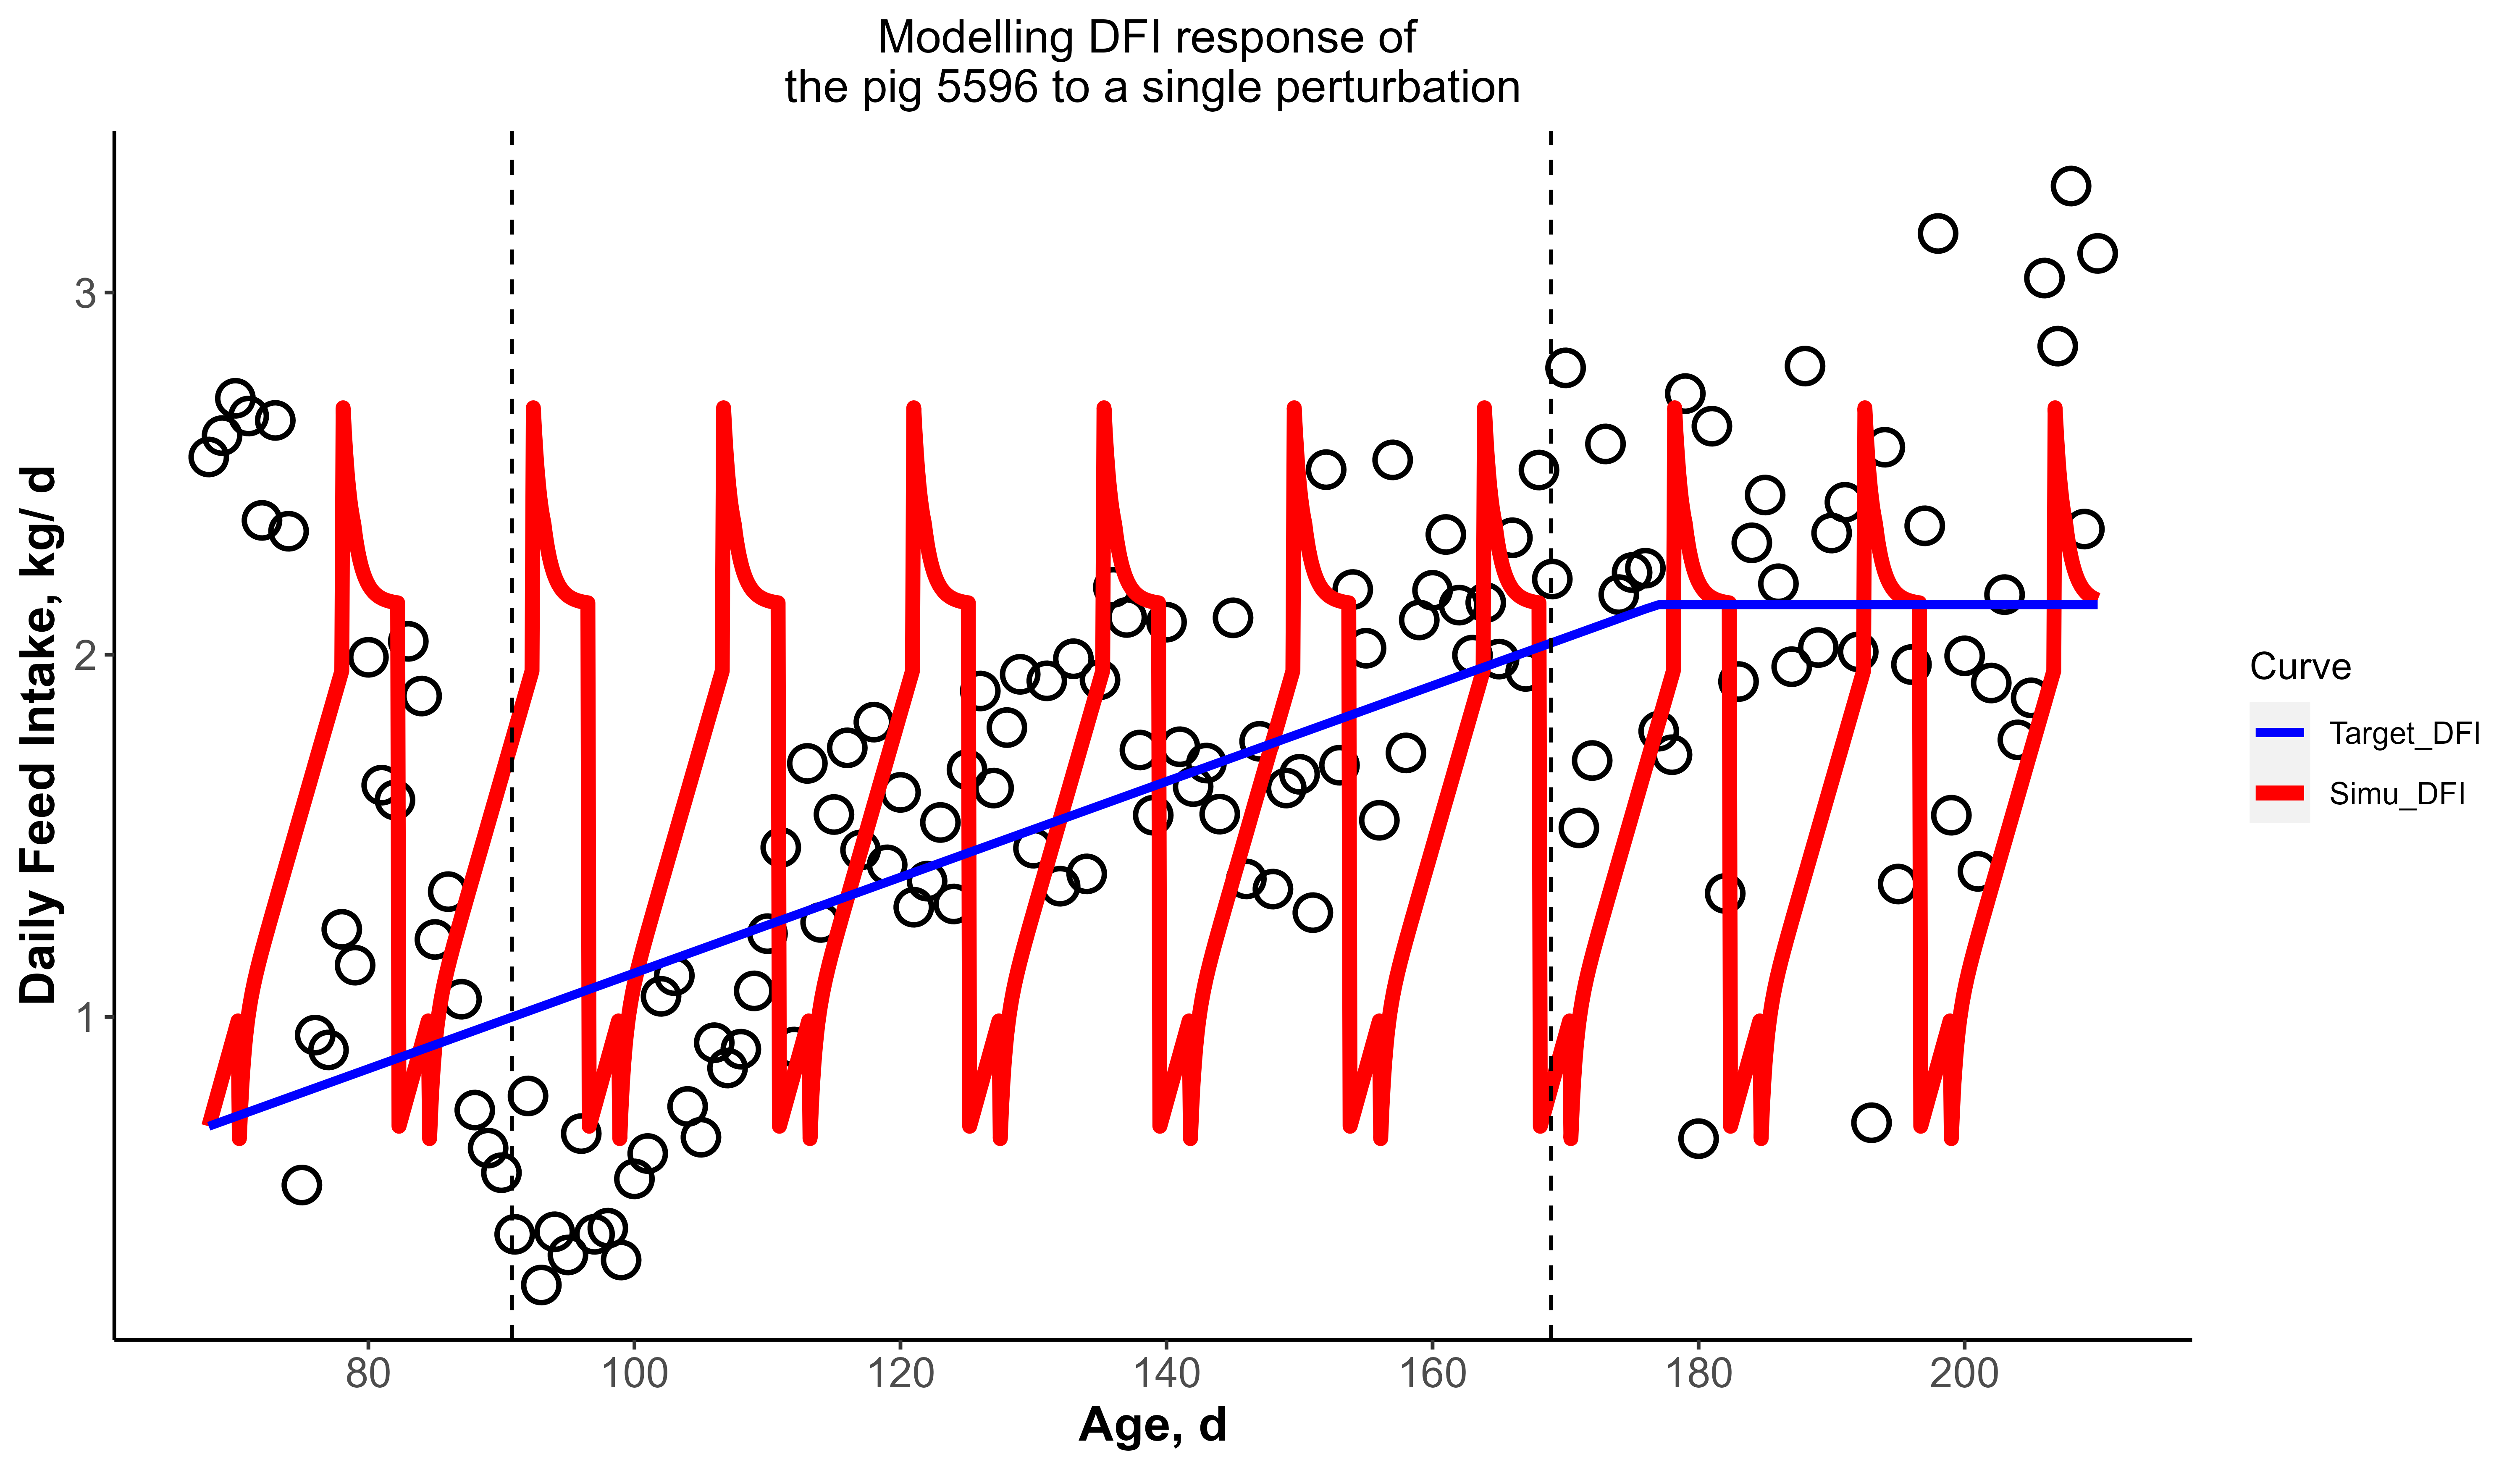 Modelling DFI response of
the pig 5596 to a single perturbation
Daily Feed Intake, kg/ d
3
2
1
80 100 120 140 160 180 200
Age, d
Curve
Target_DFI
Simu_DFI